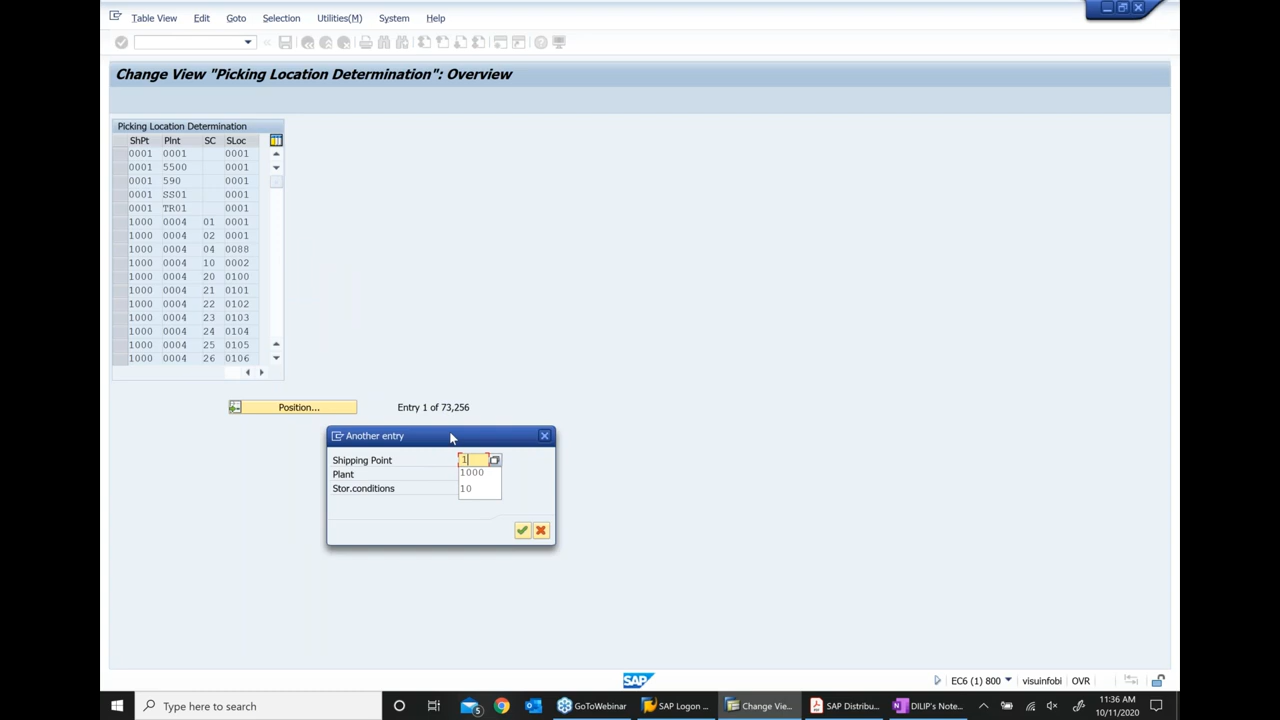 Table View Edit Goto Selection Utilities(M) System Help
Change View "Picking Location Determination": Overview
Picking Location Determination
ShPt Plnt SC SLoc
0001 0001 0001
0001 5500 0001
0001 590 0001
0001 SS01 0001
0001 TR01 0001
1000 0004 01 0001
1000 0004 02 0001
1000 0004 04 0088
1000 0004 10 0002
1000 0004 20 0100
1000 0004 21 0101
1000 0004 22 0102
1000 0004 23 0103
1000 0004 24 0104
1000 0004 25 0105
1000 0004 26 0106
Position... Entry 1 of 73,256
Another entry
Shipping Point 1
Plant 1000
Stor.conditions 10
SAP EC6 (1) 800 visuinfobi OVR
Type here to search 5 GoToWebinar SAP Logon ... Change Vie... SAP Distribu... DILIP's Note... 11:36 AM
10/11/2020